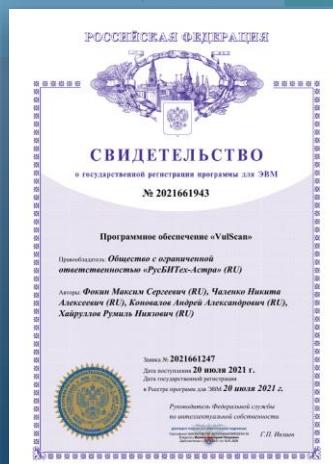 РОССИЙСКАЯ ФЕДЕРАЦИЯ
СВИДЕТЕЛЬСТВО
о государственной регистрации программы для ЭВМ
№ 2021661943
Программное обеспечение «VulScan»
Правообладатель: Общество с ограниченной
ответственностью «РусБИТех-Астра» (RU)
Авторы: Фокин Максим Сергеевич (RU), Чаленко Никита
Алексеевич (RU), Коновалов Андрей Александрович (RU),
Хайруллов Румиль Ниязович (RU)
Заявка № 2021661247
Дата поступления 20 июля 2021 г.
Дата государственной регистрации
в Реестре программ для ЭВМ 20 июля 2021 г.
Руководитель Федеральной службы
по интеллектуальной собственности
Г.П. Ивлиев